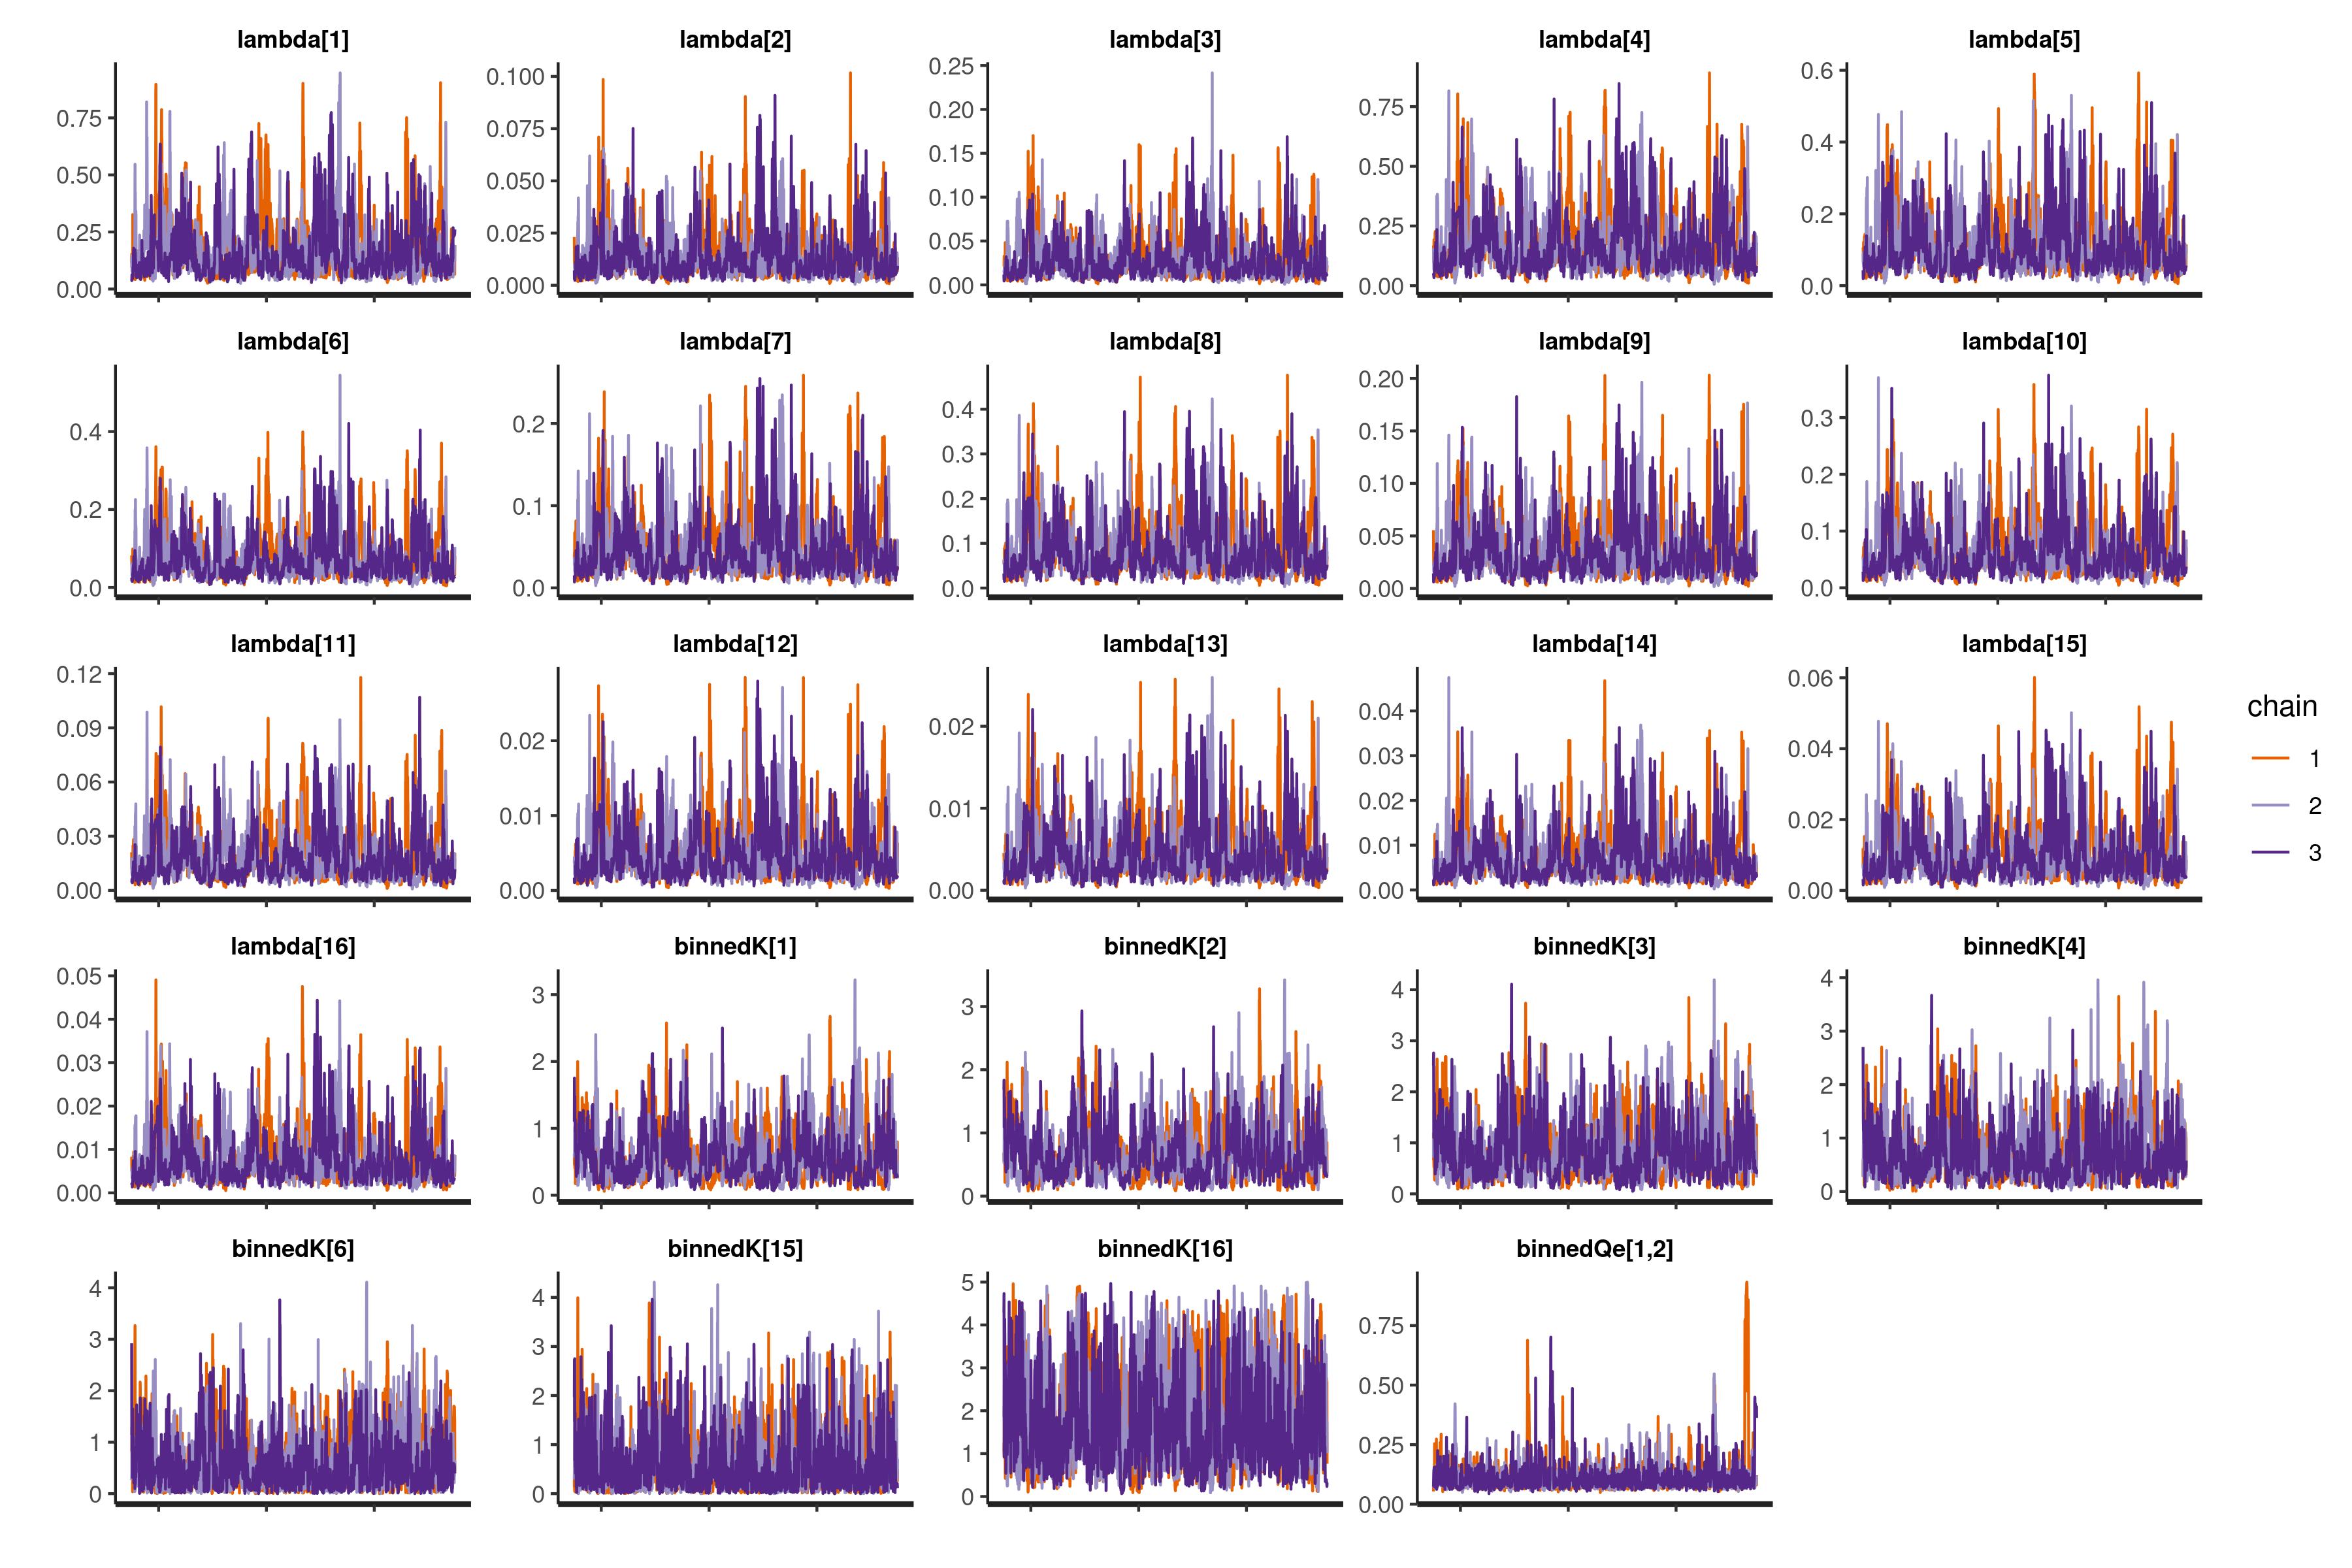 lambda[1] lambda[2] lambda[3] lambda[4] lambda[5]
0.75 0.50 0.25 0.00
0.100 0.075 0.050 0.025 0.000
0.25 0.20 0.15 0.10 0.05 0.00
0.75 0.50 0.25 0.00
0.6 0.4 0.2 0.0
lambda[6] lambda[7] lambda[8] lambda[9] lambda[10]
0.4 0.2 0.0
0.2 0.1 0.0
0.4 0.3 0.2 0.1 0.0
0.20 0.15 0.10 0.05 0.00
0.3 0.2 0.1 0.0
lambda[11] lambda[12] lambda[13] lambda[14] lambda[15]
0.12 0.09 0.06 0.03 0.00
0.02 0.01 0.00
0.02 0.01 0.00
0.04 0.03 0.02 0.01 0.00
0.06 0.04 0.02 0.00
lambda[16] binnedK[1] binnedK[2] binnedK[3] binnedK[4]
0.05 0.04 0.03 0.02 0.01 0.00
3 2 1 0
3 2 1 0
4 3 2 1 0
4 3 2 1 0
binnedK[6] binnedK[15] binnedK[16] binnedQe[1,2]
4 3 2 1 0
4 3 2 1 0
5 4 3 2 1 0
0.75 0.50 0.25 0.00
chain
1
2
3